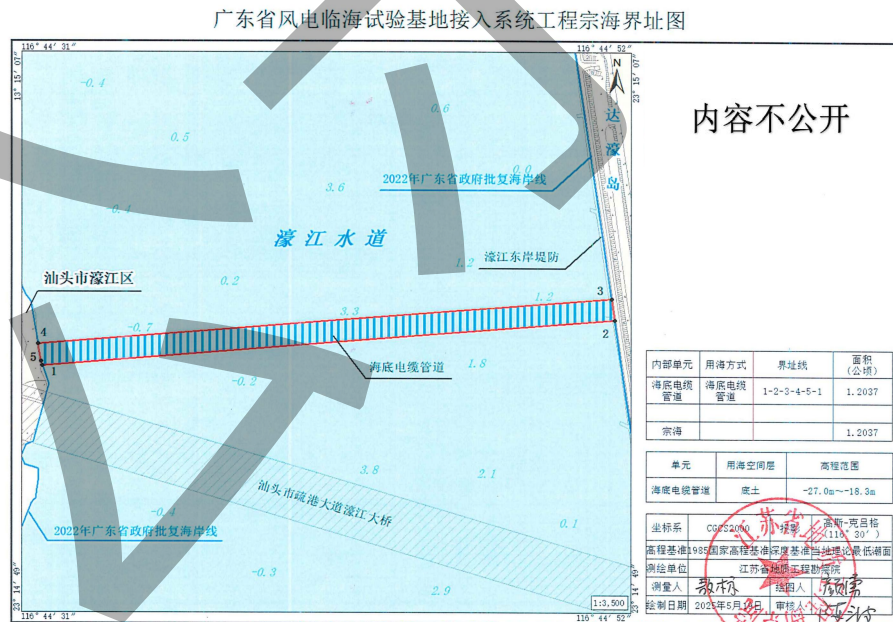 广东省风电临海试验基地接入系统工程宗海界址图
116° 44′ 31″
116° 44′ 52″
23° 15′ 07″
内容不公开
N
达濠岛
-0.4
0.6
0.5
0.0
2022年广东省政府批复海岸线
3.6
-0.4
濠江水道
濠江东岸堤防
1.2
汕头市濠江区
0.2
1.2
3
3.3
2
4
-0.7
5
1
海底电缆管道
1.8
-0.2
内部单元 用海方式 界址线 面积(公顷)
海底电缆管道 海底电缆管道 1-2-3-4-5-1 1.2037
宗海 1.2037
单元 用海空间层 高程范围
海底电缆管道 底土 -27.0m~-18.3m
3.8
2.1
汕头市疏港大道濠江大桥
-0.4
0.1
2022年广东省政府批复海岸线
-0.3
2.9
坐标系 CGCS2000 投影 高斯-克吕格(116° 30′)
高程基准 1985国家高程基准 深度基准 当地理论最低潮面
测绘单位 江苏省地质工程勘察院
测量人 绘图人
绘制日期 2025年5月19日 审核人
1:3,500
23° 14′ 49″
116° 44′ 31″
116° 44′ 52″
23° 14′ 49″